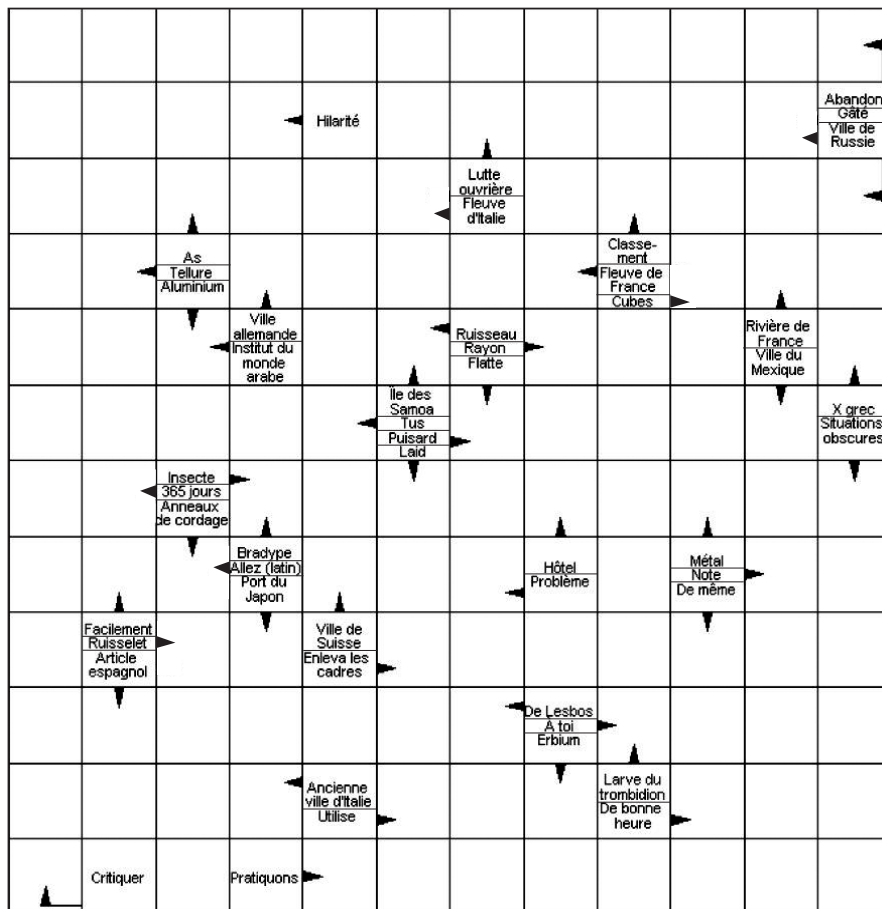 Hilarité
Abandon
Gâté
Ville de
Russie
Lutte
ouvrière
Fleuve
d'Italie
As
Tellure
Aluminium
Classe-
ment
Fleuve de
France
Cubes
Ville
allemande
Institut du
monde
arabe
Ruisseau
Rayon
Flatte
Rivière de
France
Ville du
Mexique
Île des
Samoa
Tus
Puisard
Laid
X grec
Situations
obscures
Insecte
365 jours
Anneaux
de cordage
Bradype
Allez (latin)
Port du
Japon
Hôtel
Problème
Métal
Note
De même
Facilement
Ruisselet
Article
espagnol
Ville de
Suisse
Enleva les
cadres
De Lesbos
À toi
Erbium
Ancienne
ville d'Italie
Utilise
Larve du
trombidion
De bonne
heure
Critiquer
Pratiquons